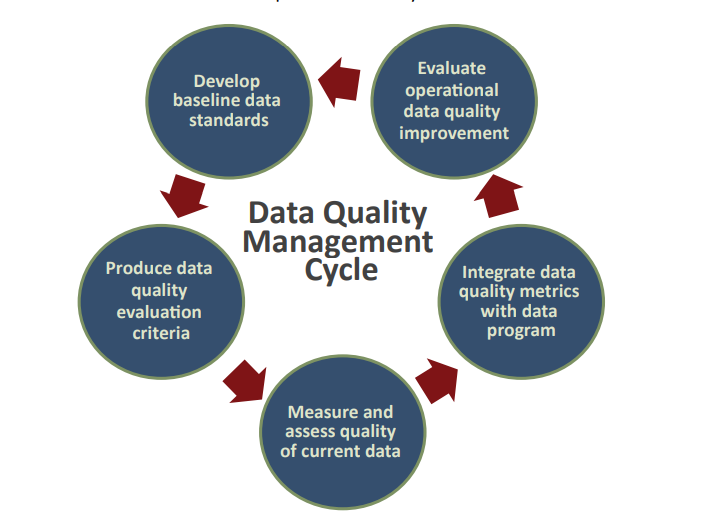 Develop
baseline data
standards
Evaluate
operational
data quality
improvement
Data Quality
Management
Cycle
Produce data
quality
evaluation
criteria
Integrate data
quality metrics
with data
program
Measure and
assess quality
of current data